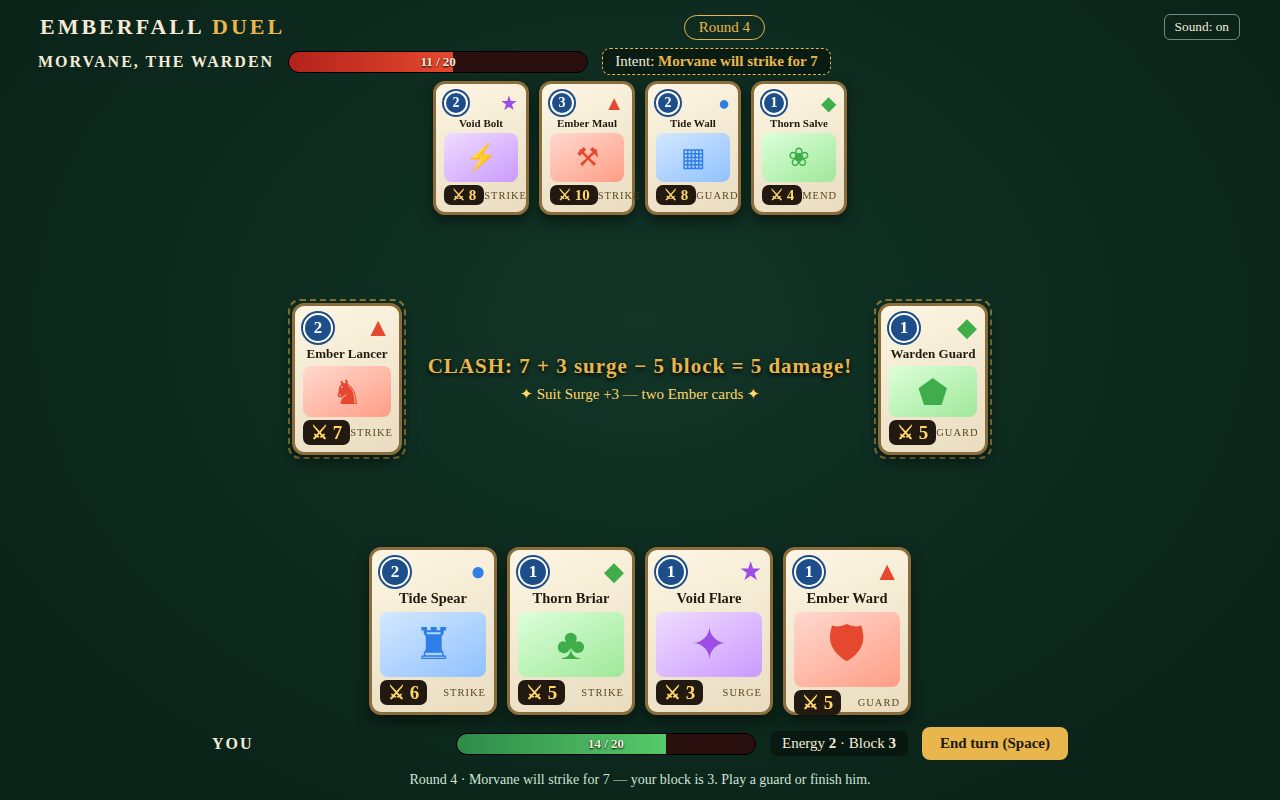 EMBERFALL DUEL
Round 4
Sound: on
MORVANE, THE WARDEN
11 / 20
Intent: Morvane will strike for 7
2
Void Bolt
⚔ 8 STRIKE
3
Ember Maul
⚔ 10 STRIKE
2
Tide Wall
⚔ 8 GUARD
1
Thorn Salve
⚔ 4 MEND
2
Ember Lancer
⚔ 7 STRIKE
CLASH: 7 + 3 surge − 5 block = 5 damage!
✦ Suit Surge +3 — two Ember cards ✦
1
Warden Guard
⚔ 5 GUARD
2
Tide Spear
⚔ 6 STRIKE
1
Thorn Briar
⚔ 5 STRIKE
1
Void Flare
⚔ 3 SURGE
1
Ember Ward
⚔ 5 GUARD
YOU
14 / 20
Energy 2 · Block 3
End turn (Space)
Round 4 · Morvane will strike for 7 — your block is 3. Play a guard or finish him.